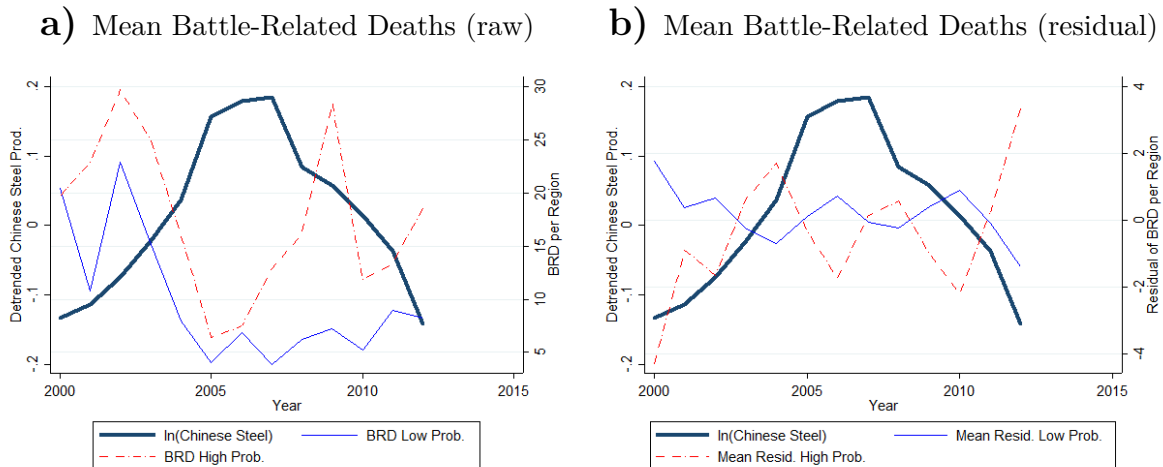 a) Mean Battle-Related Deaths (raw)
Detrended Chinese Steel Prod.
.2
.1
0
-.1
-.2
30
25
20
15
10
5
BRD per Region
2000 2005 2010 2015
Year
ln(Chinese Steel) BRD Low Prob.
BRD High Prob.
b) Mean Battle-Related Deaths (residual)
Detrended Chinese Steel Prod.
.2
.1
0
-.1
-.2
4
2
0
-2
-4
Residual of BRD per Region
2000 2005 2010 2015
Year
ln(Chinese Steel) Mean Resid. Low Prob.
Mean Resid. High Prob.